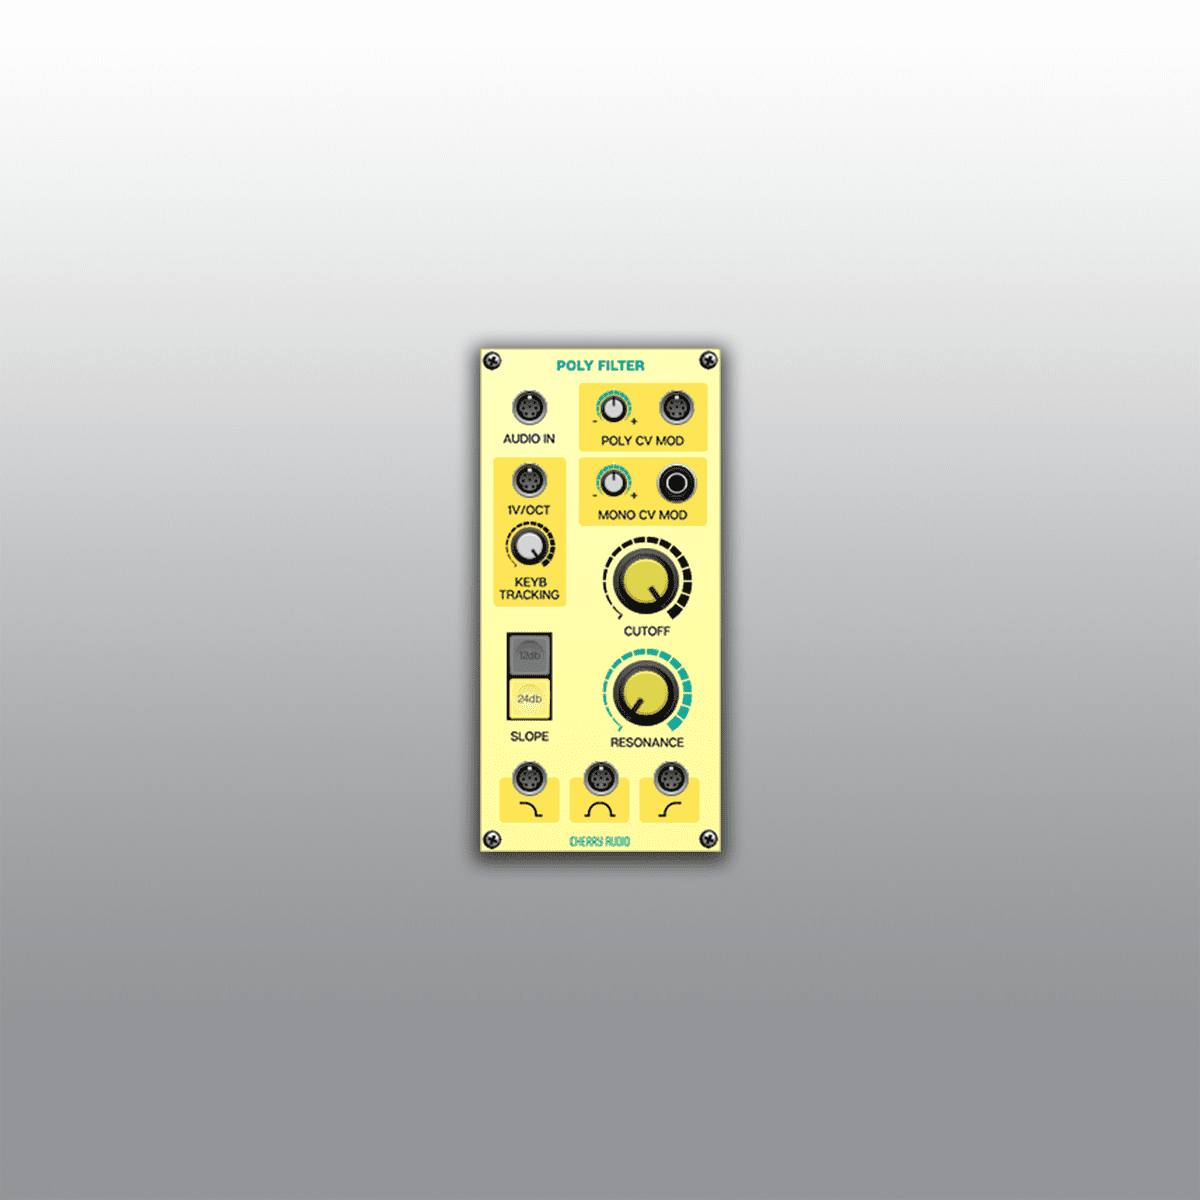 POLY FILTER
AUDIO IN
- +
POLY CV MOD
- +
MONO CV MOD
1V/OCT
KEYB
TRACKING
CUTOFF
12db
24db
SLOPE
RESONANCE
CHERRY AUDIO